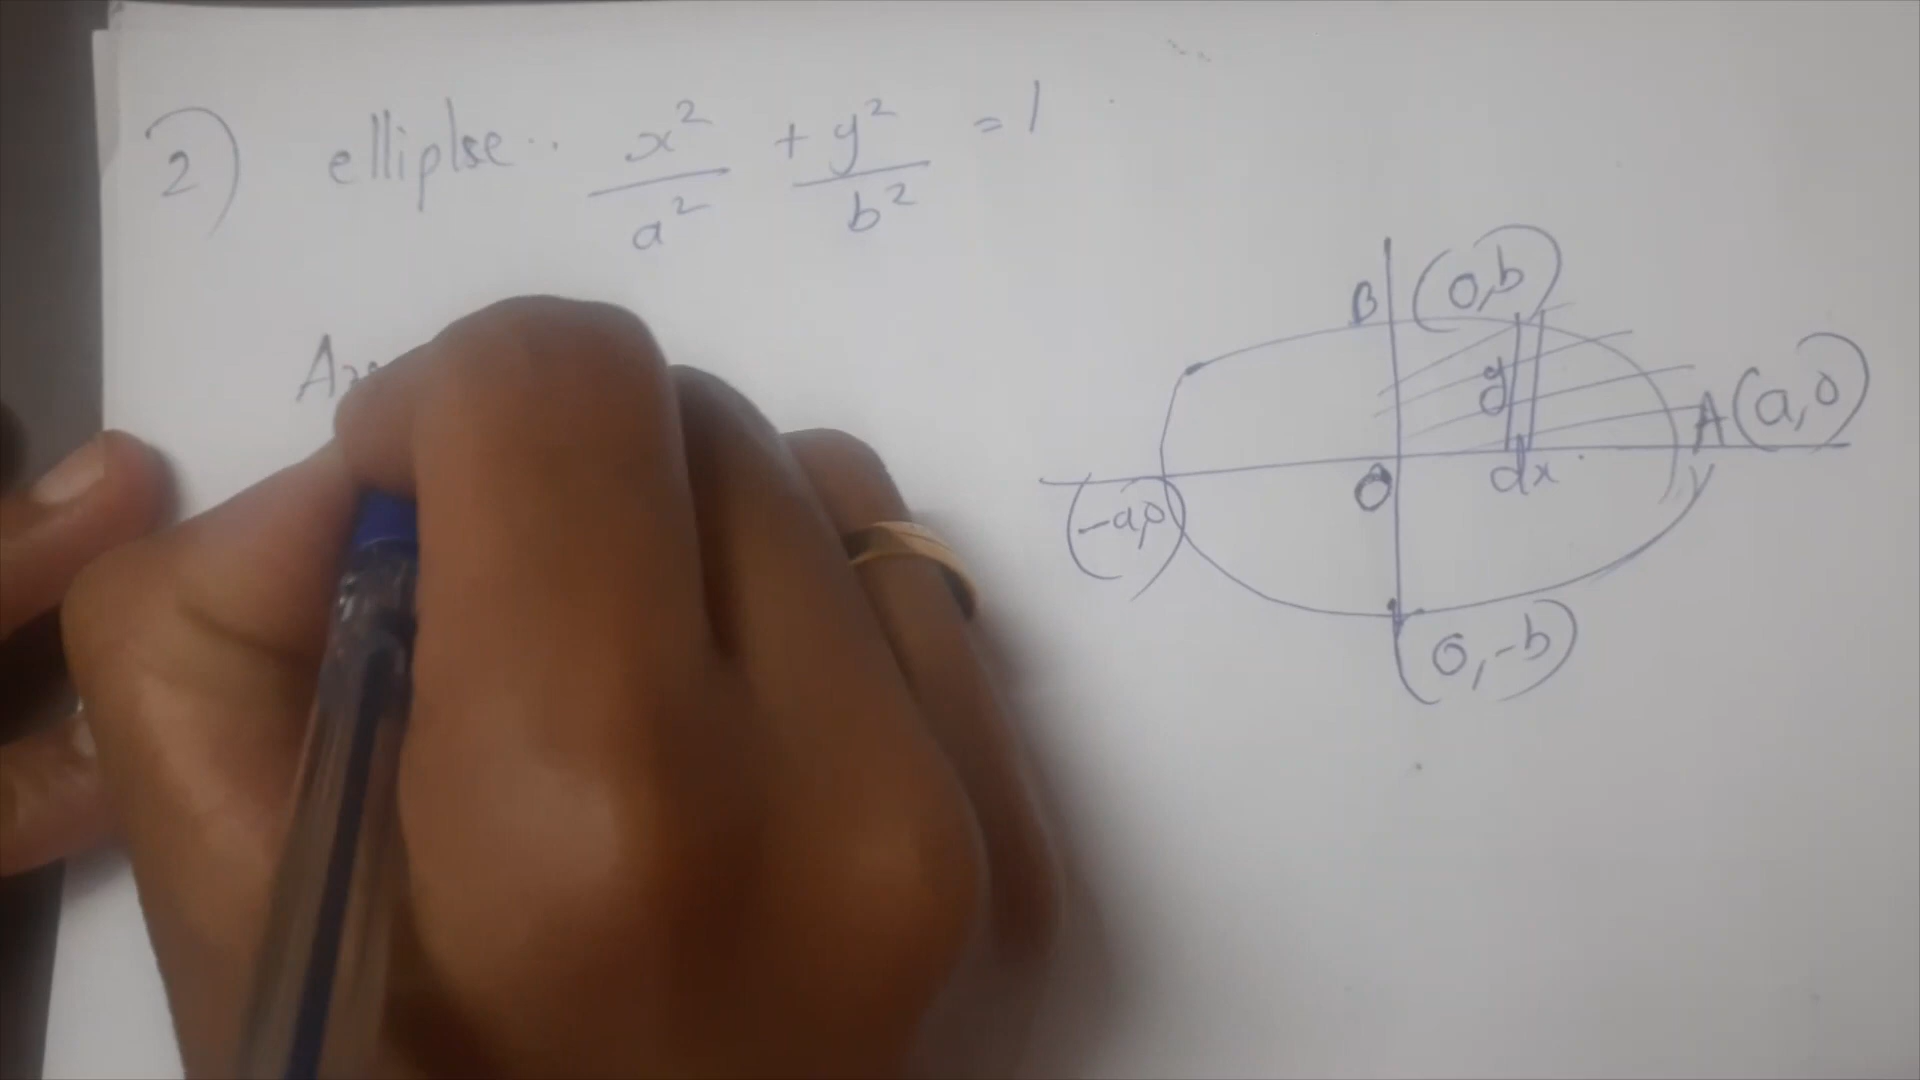 2) elliplse.. x²/a² + y²/b² = 1
B (0,b)
y
A (a,0)
O dx
(-a,0)
(0,-b)